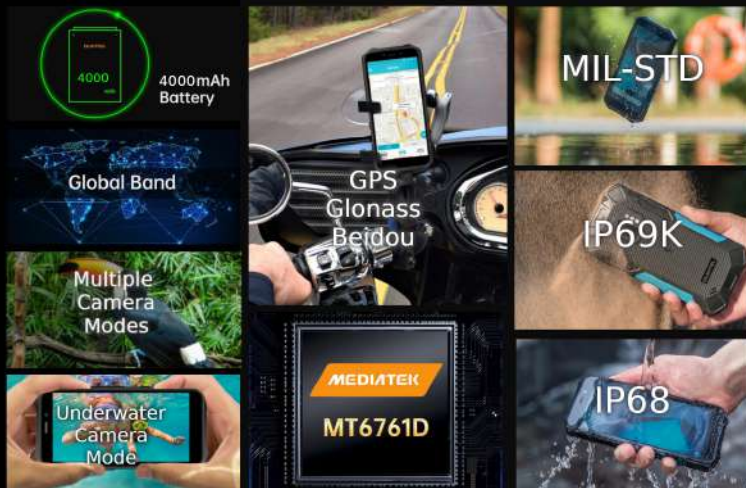 4000
mAh
4000mAh
Battery
Global Band
Multiple
Camera
Modes
Underwater
Camera
Mode
GPS
Glonass
Beidou
MEDIATEK
MT6761D
MIL-STD
IP69K
IP68